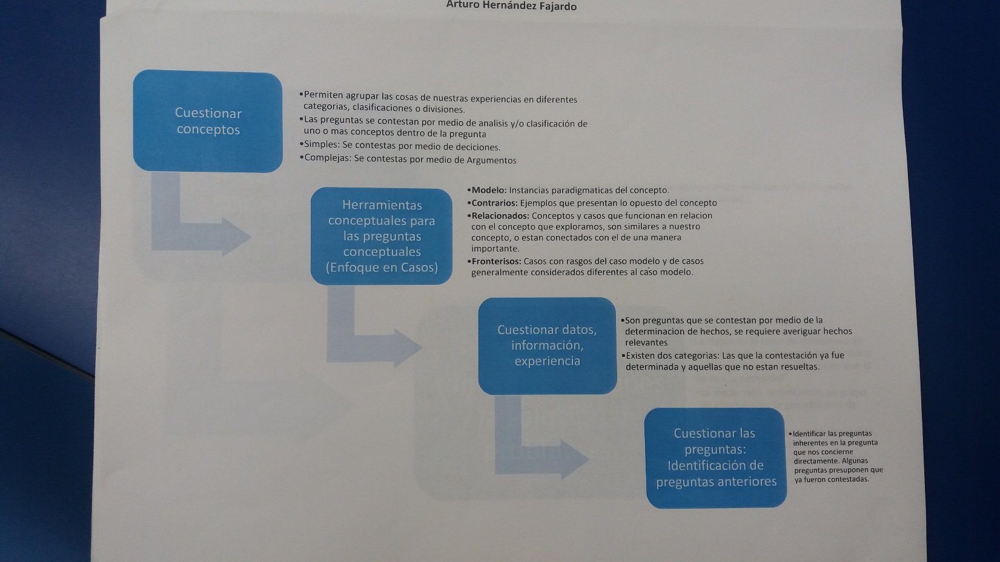 Arturo Hernández Fajardo
Cuestionar
conceptos
•Permiten agrupar las cosas de nuestras experiencias en diferentes
categorias, clasificaciones o divisiones.
•Las preguntas se contestan por medio de analisis y/o clasificación de
uno o mas conceptos dentro de la pregunta
•Simples: Se contestas por medio de deciciones.
•Complejas: Se contestas por medio de Argumentos
Herramientas
conceptuales para
las preguntas
conceptuales
(Enfoque en Casos)
•Modelo: Instancias paradigmaticas del concepto.
•Contrarios: Ejemplos que presentan lo opuesto del concepto
•Relacionados: Conceptos y casos que funcionan en relacion
con el concepto que exploramos, son similares a nuestro
concepto, o estan conectados con el de una manera
importante.
•Fronterisos: Casos con rasgos del caso modelo y de casos
generalmente considerados diferentes al caso modelo.
Cuestionar datos,
información,
experiencia
•Son preguntas que se contestan por medio de la
determinacion de hechos, se requiere averiguar hechos
relevantes
•Existen dos categorias: Las que la contestación ya fue
determinada y aquellas que no estan resueltas.
Cuestionar las
preguntas:
Identificación de
preguntas anteriores
•Identificar las preguntas
inherentes en la pregunta
que nos concierne
directamente. Algunas
preguntas presuponen que
ya fueron contestadas.